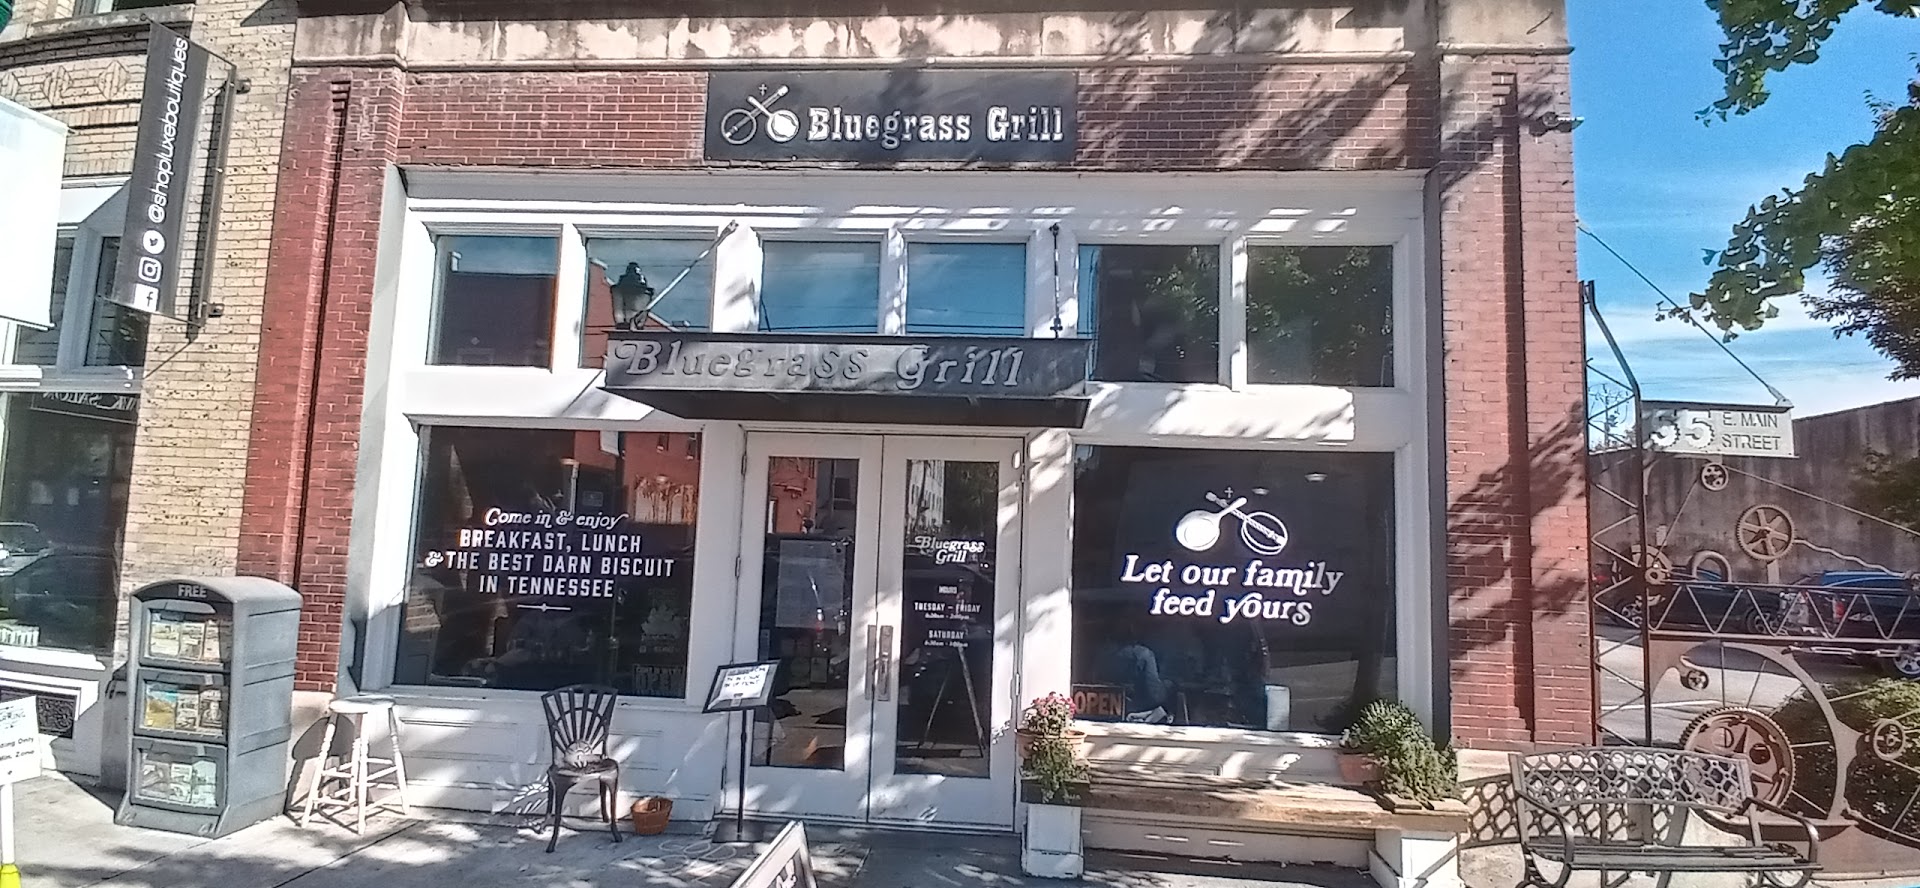 @shopluxeboutiques
Bluegrass Grill
Bluegrass Grill
Come in & enjoy
BREAKFAST, LUNCH
& THE BEST DARN BISCUIT
IN TENNESSEE
Bluegrass
Grill
HOURS
TUESDAY – FRIDAY
SATURDAY
Let our family
feed yours
OPEN
FREE
55 E. MAIN
STREET